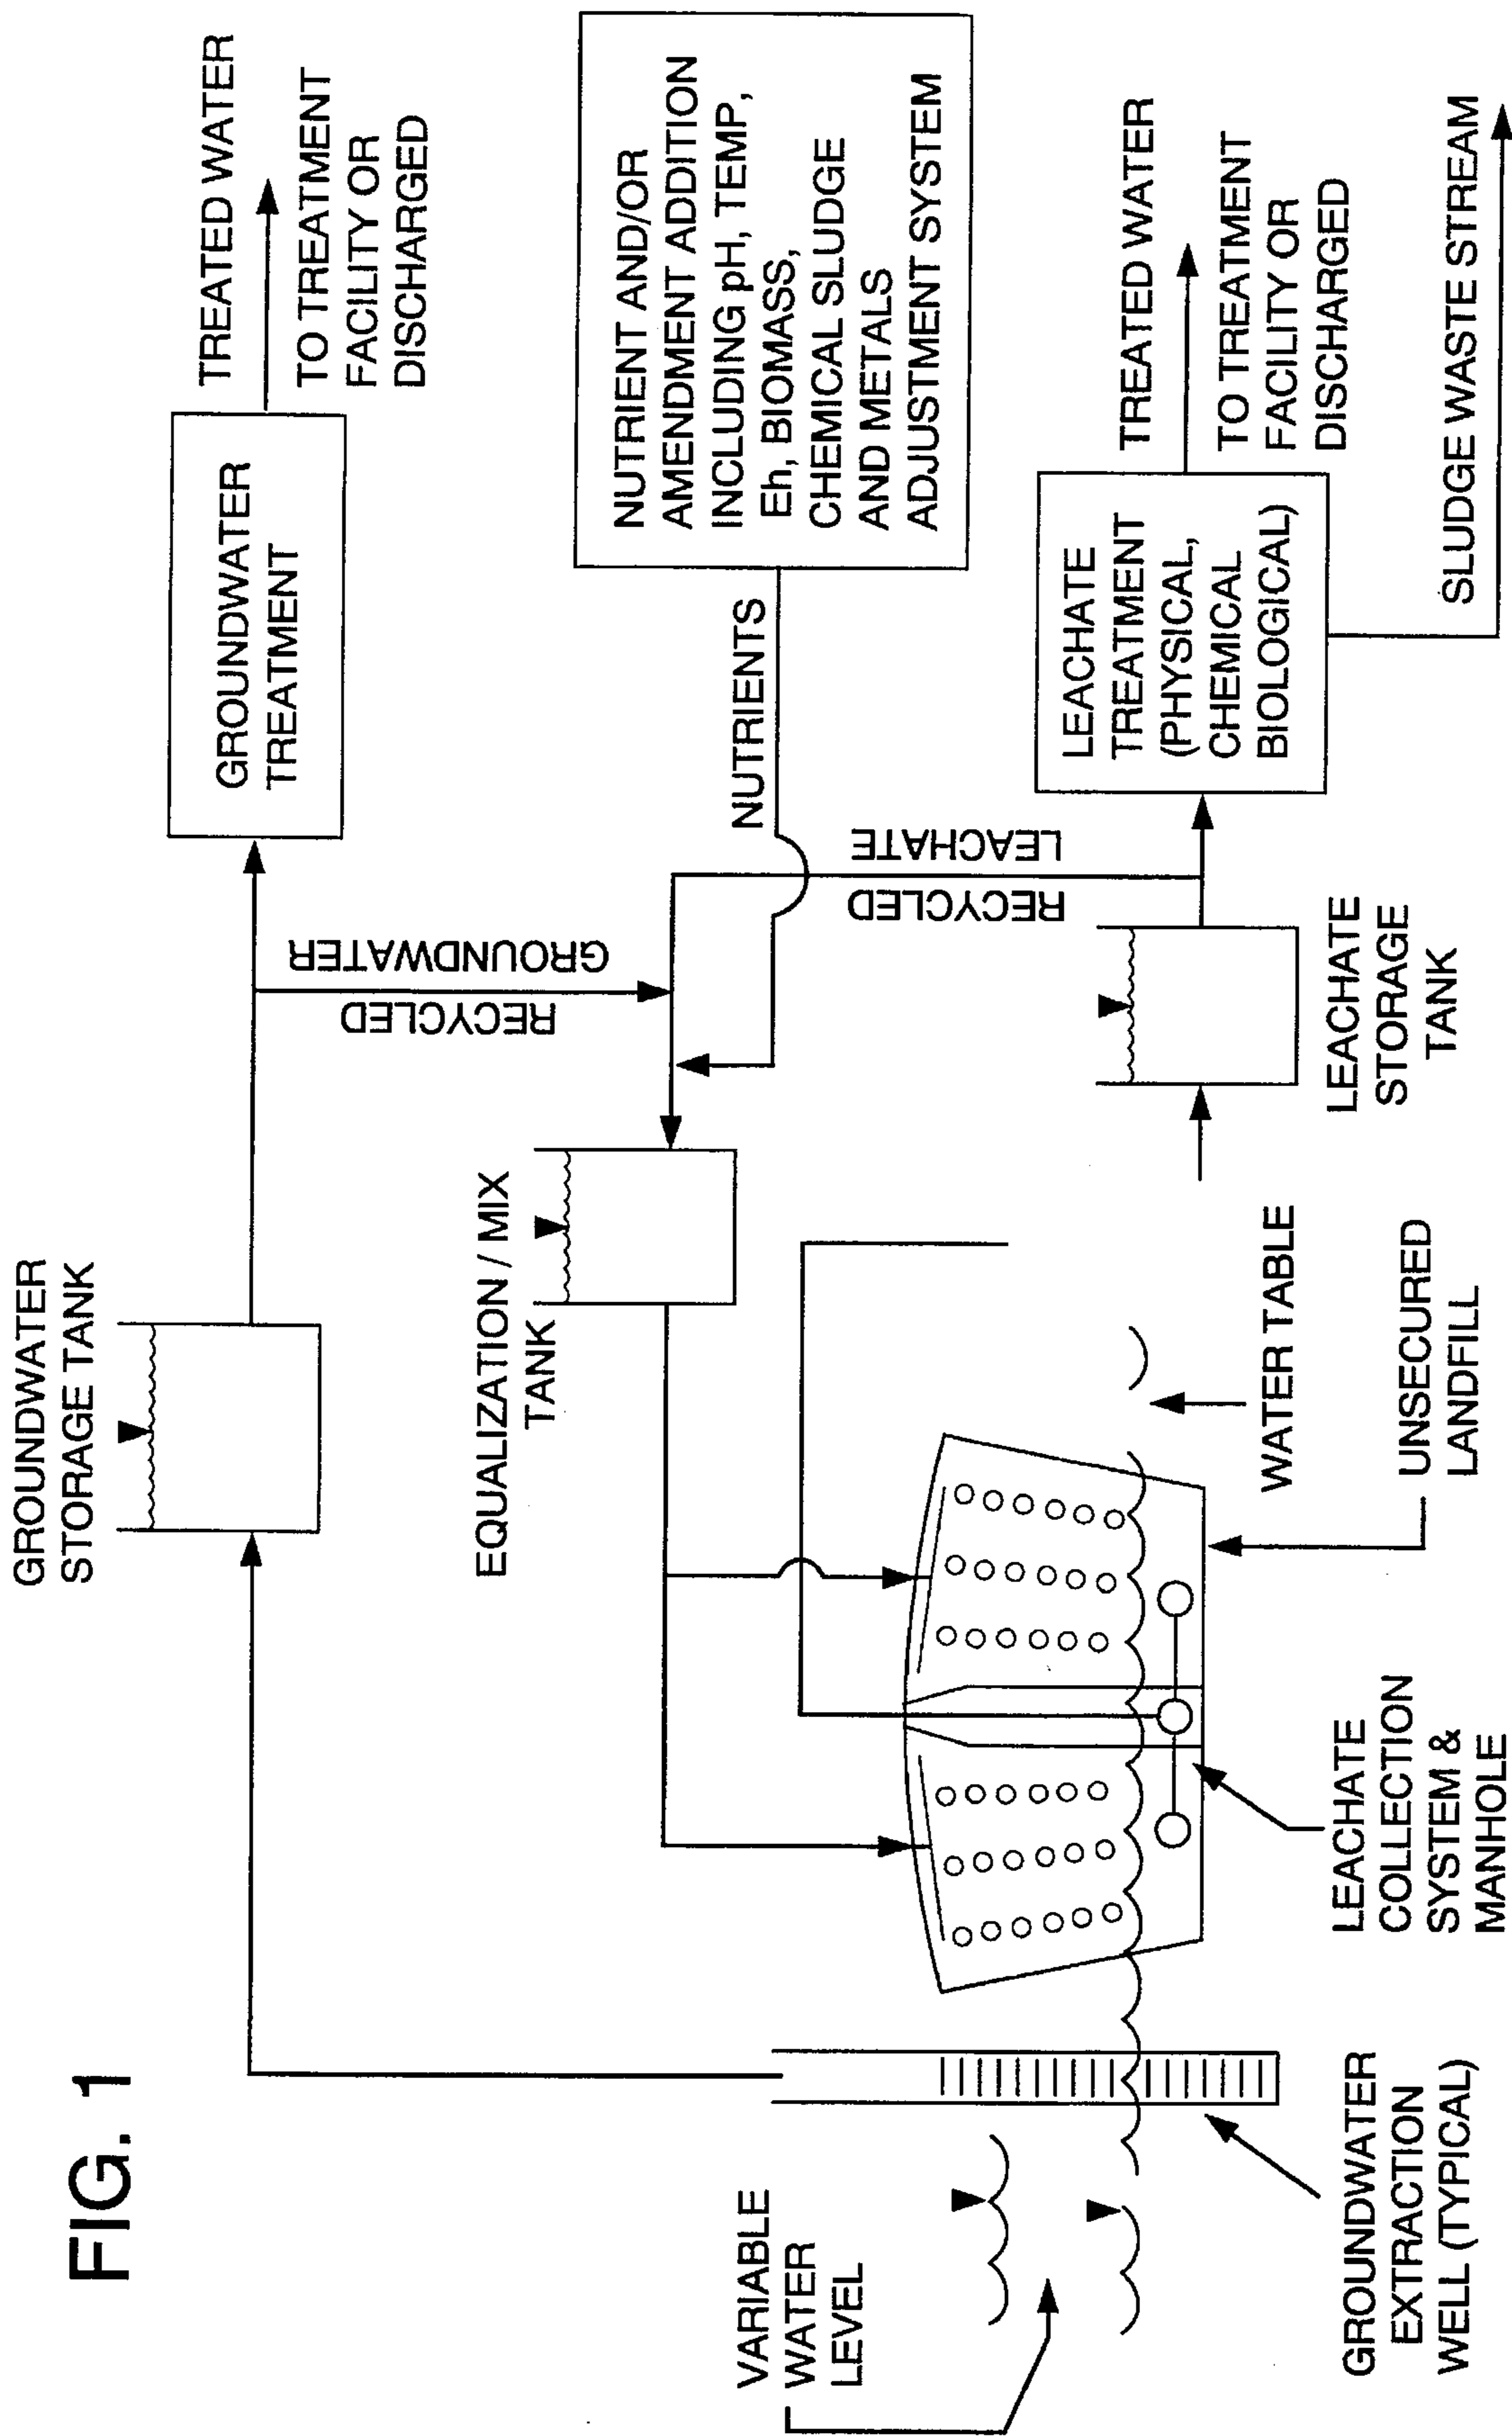 FIG. 1
GROUNDWATER
STORAGE TANK
GROUNDWATER
TREATMENT
TREATED WATER
TO TREATMENT
FACILITY OR
DISCHARGED
RECYCLED
GROUNDWATER
EQUALIZATION / MIX
TANK
NUTRIENTS
NUTRIENT AND/OR
AMENDMENT ADDITION
INCLUDING pH, TEMP,
Eh, BIOMASS,
CHEMICAL SLUDGE
AND METALS
ADJUSTMENT SYSTEM
VARIABLE
WATER
LEVEL
RECYCLED
LEACHATE
LEACHATE
TREATMENT
(PHYSICAL,
CHEMICAL
BIOLOGICAL)
TREATED WATER
TO TREATMENT
FACILITY OR
DISCHARGED
GROUNDWATER
EXTRACTION
WELL (TYPICAL)
LEACHATE
COLLECTION
SYSTEM &
MANHOLE
WATER TABLE
UNSECURED
LANDFILL
LEACHATE
STORAGE
TANK
SLUDGE WASTE STREAM